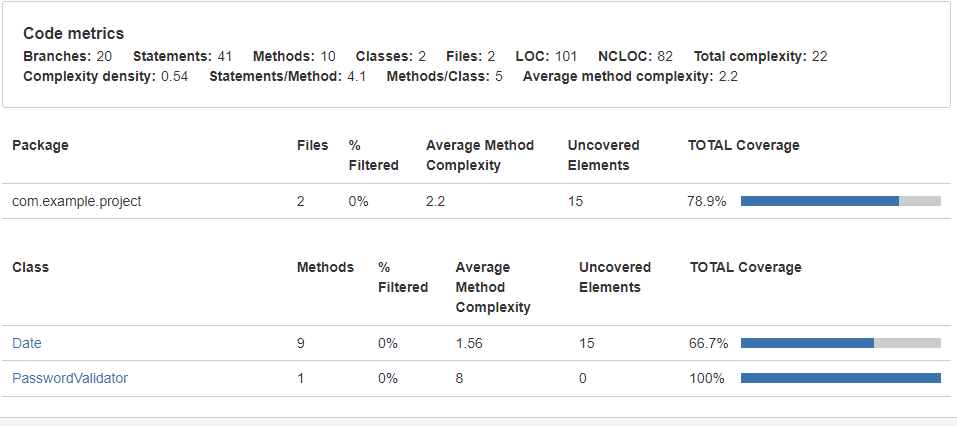 Code metrics
Branches: 20 Statements: 41 Methods: 10 Classes: 2 Files: 2 LOC: 101 NCLOC: 82 Total complexity: 22
Complexity density: 0.54 Statements/Method: 4.1 Methods/Class: 5 Average method complexity: 2.2
Package Files % Average Method Uncovered TOTAL Coverage
Filtered Complexity Elements
com.example.project 2 0% 2.2 15 78.9%
Class Methods % Average Uncovered TOTAL Coverage
Filtered Method Elements
Complexity
Date 9 0% 1.56 15 66.7%
PasswordValidator 1 0% 8 0 100%